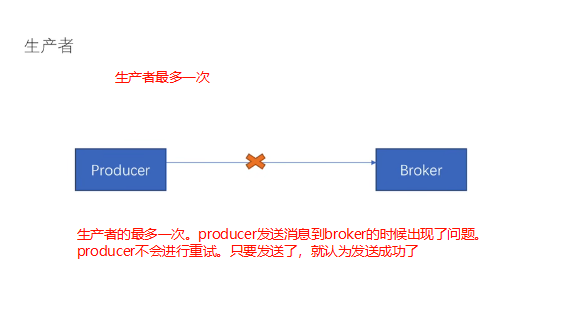 生产者
生产者最多一次
Producer
Broker
生产者的最多一次。producer发送消息到broker的时候出现了问题。
producer不会进行重试。只要发送了，就认为发送成功了